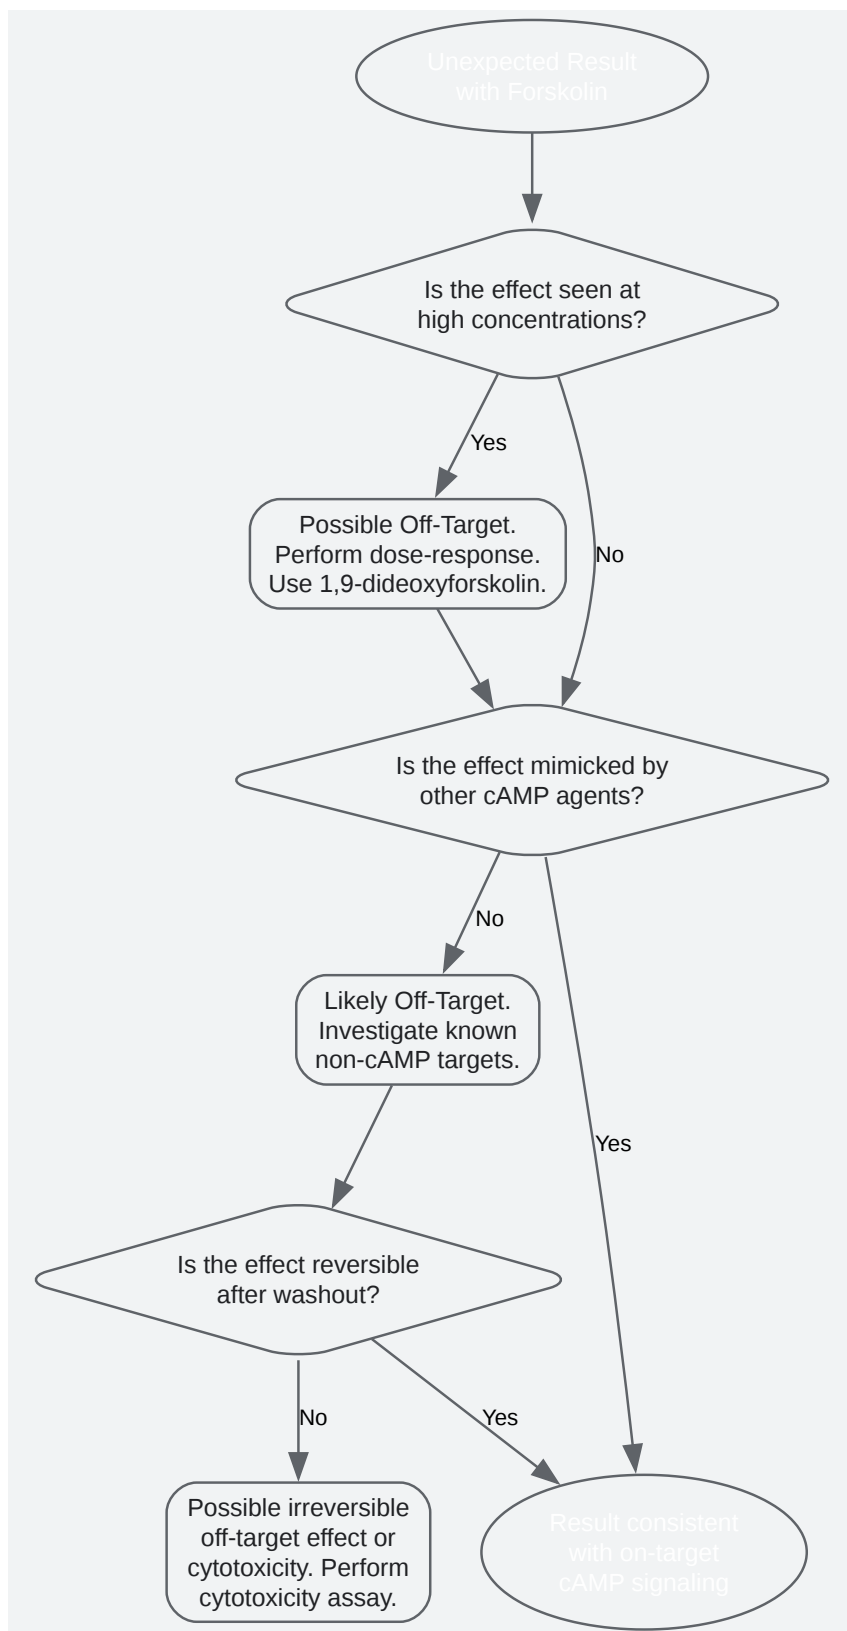 Unexpected Result
with Forskolin
Is the effect seen at
high concentrations?
Yes
Possible Off-Target.
Perform dose-response.
Use 1,9-dideoxyforskolin.
No
Is the effect mimicked by
other cAMP agents?
No
Likely Off-Target.
Investigate known
non-cAMP targets.
Yes
Is the effect reversible
after washout?
No
Yes
Possible irreversible
off-target effect or
cytotoxicity. Perform
cytotoxicity assay.
Result consistent
with on-target
cAMP signaling